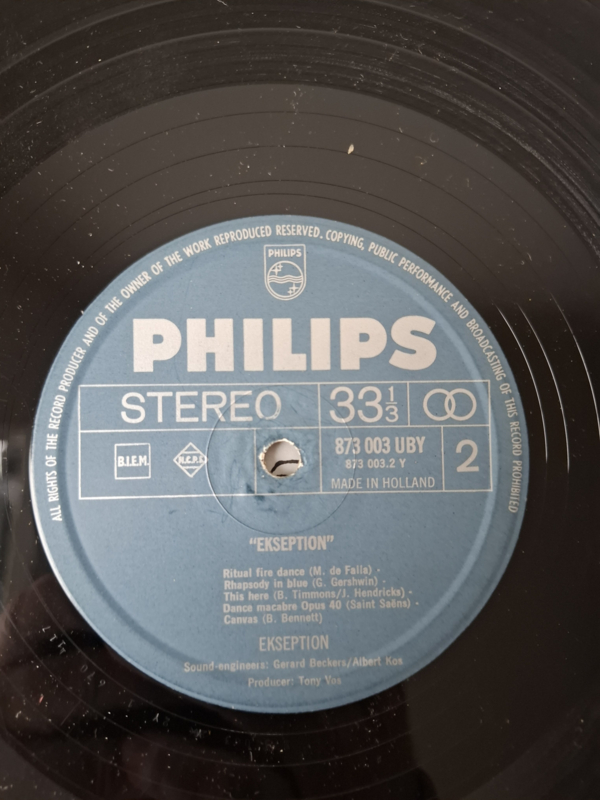 ALL RIGHTS OF THE RECORD PRODUCER AND OF THE OWNER OF THE WORK REPRODUCED RESERVED. COPYING, PUBLIC PERFORMANCE AND BROADCASTING OF THIS RECORD PROHIBITED
PHILIPS
PHILIPS
STEREO 33 1/3
B.I.E.M. N.C.P.I. 873 003 UBY 2
873 003.2 Y
MADE IN HOLLAND
"EKSEPTION"
Ritual fire dance (M. de Falla) ·
Rhapsody in blue (G. Gershwin) ·
This here (B. Timmons/J. Hendricks) ·
Dance macabre Opus 40 (Saint Saëns) ·
Canvas (B. Bennett)
EKSEPTION
Sound-engineers: Gerard Beckers/Albert Kos
Producer: Tony Vos